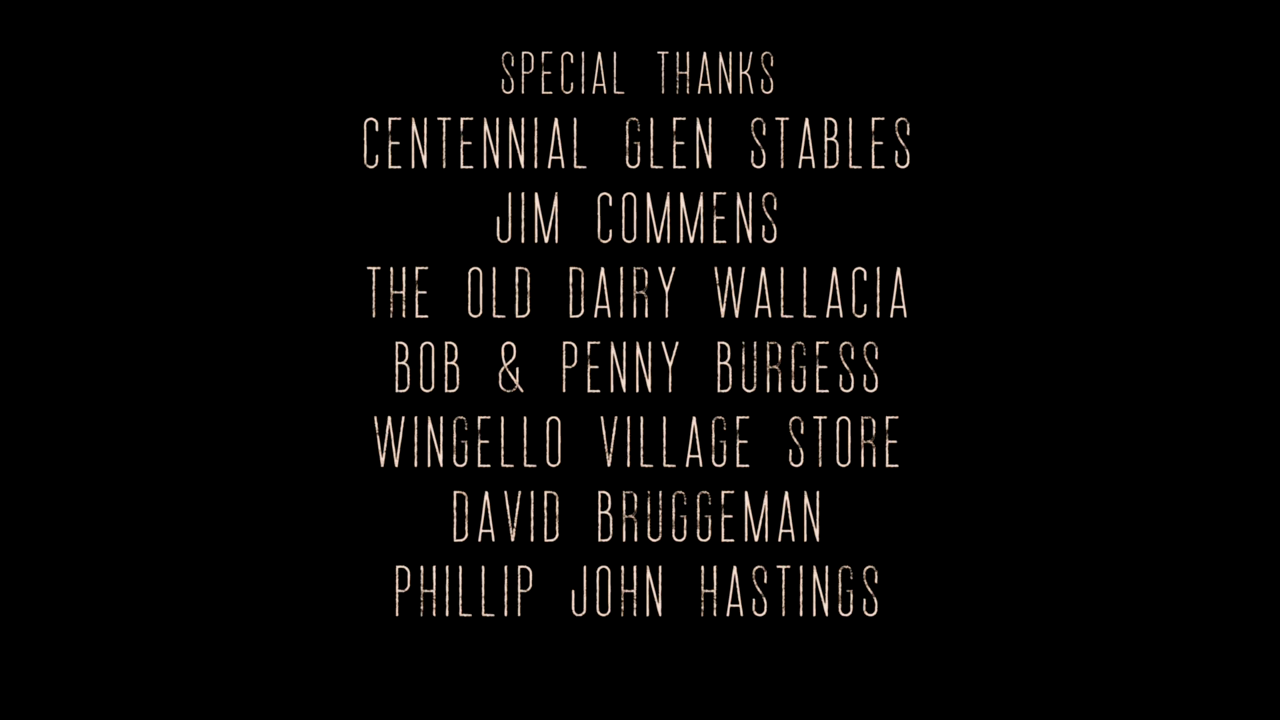 SPECIAL THANKS
CENTENNIAL GLEN STABLES
JIM COMMENS
THE OLD DAIRY WALLACIA
BOB & PENNY BURGESS
WINGELLO VILLAGE STORE
DAVID BRUGGEMAN
PHILLIP JOHN HASTINGS